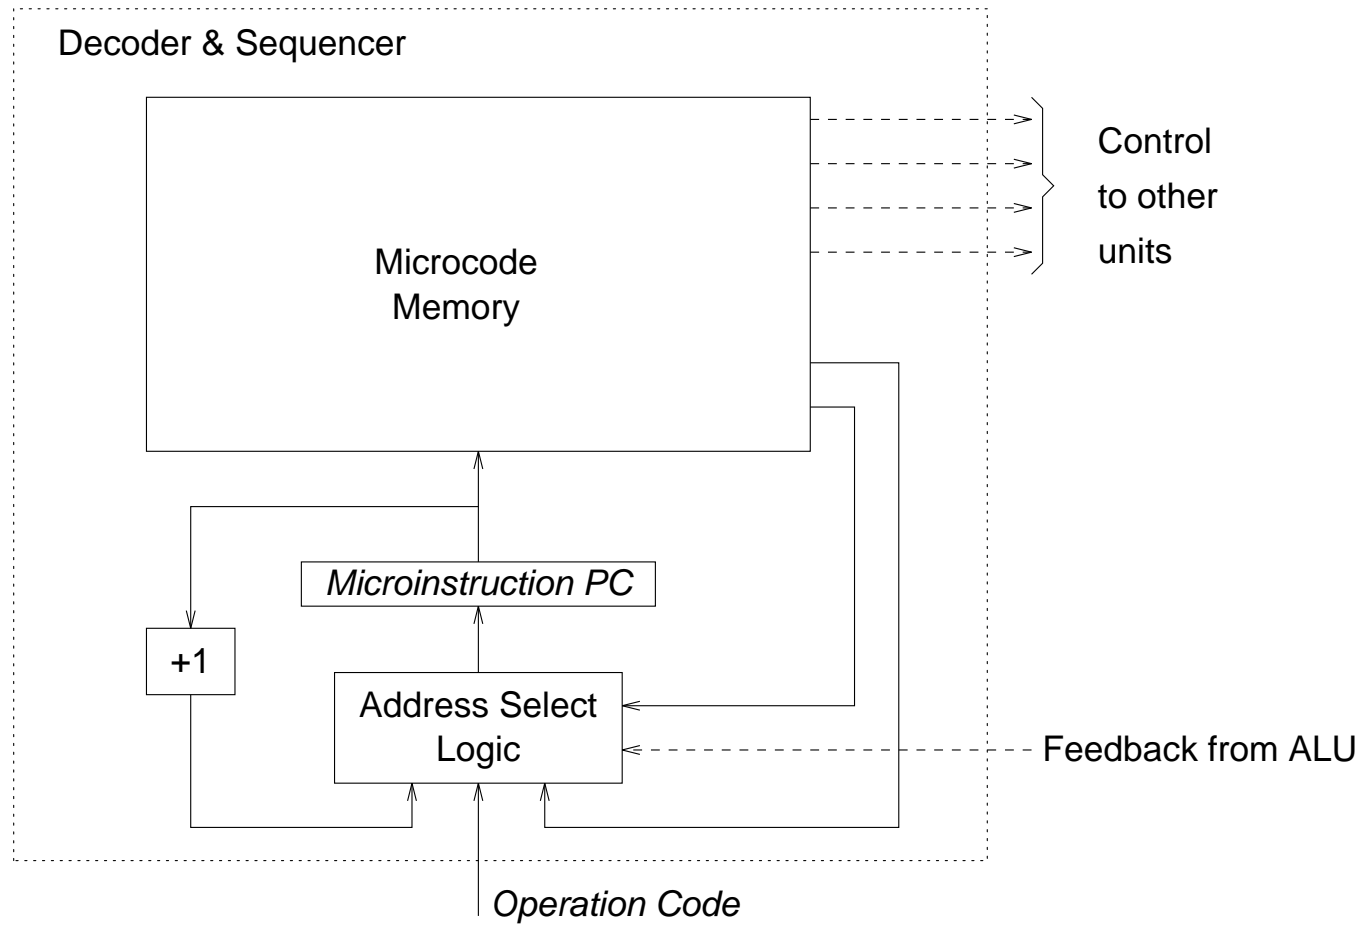 Decoder & Sequencer
Control
to other
units
Microcode
Memory
Microinstruction PC
+1
Address Select
Logic
Feedback from ALU
Operation Code